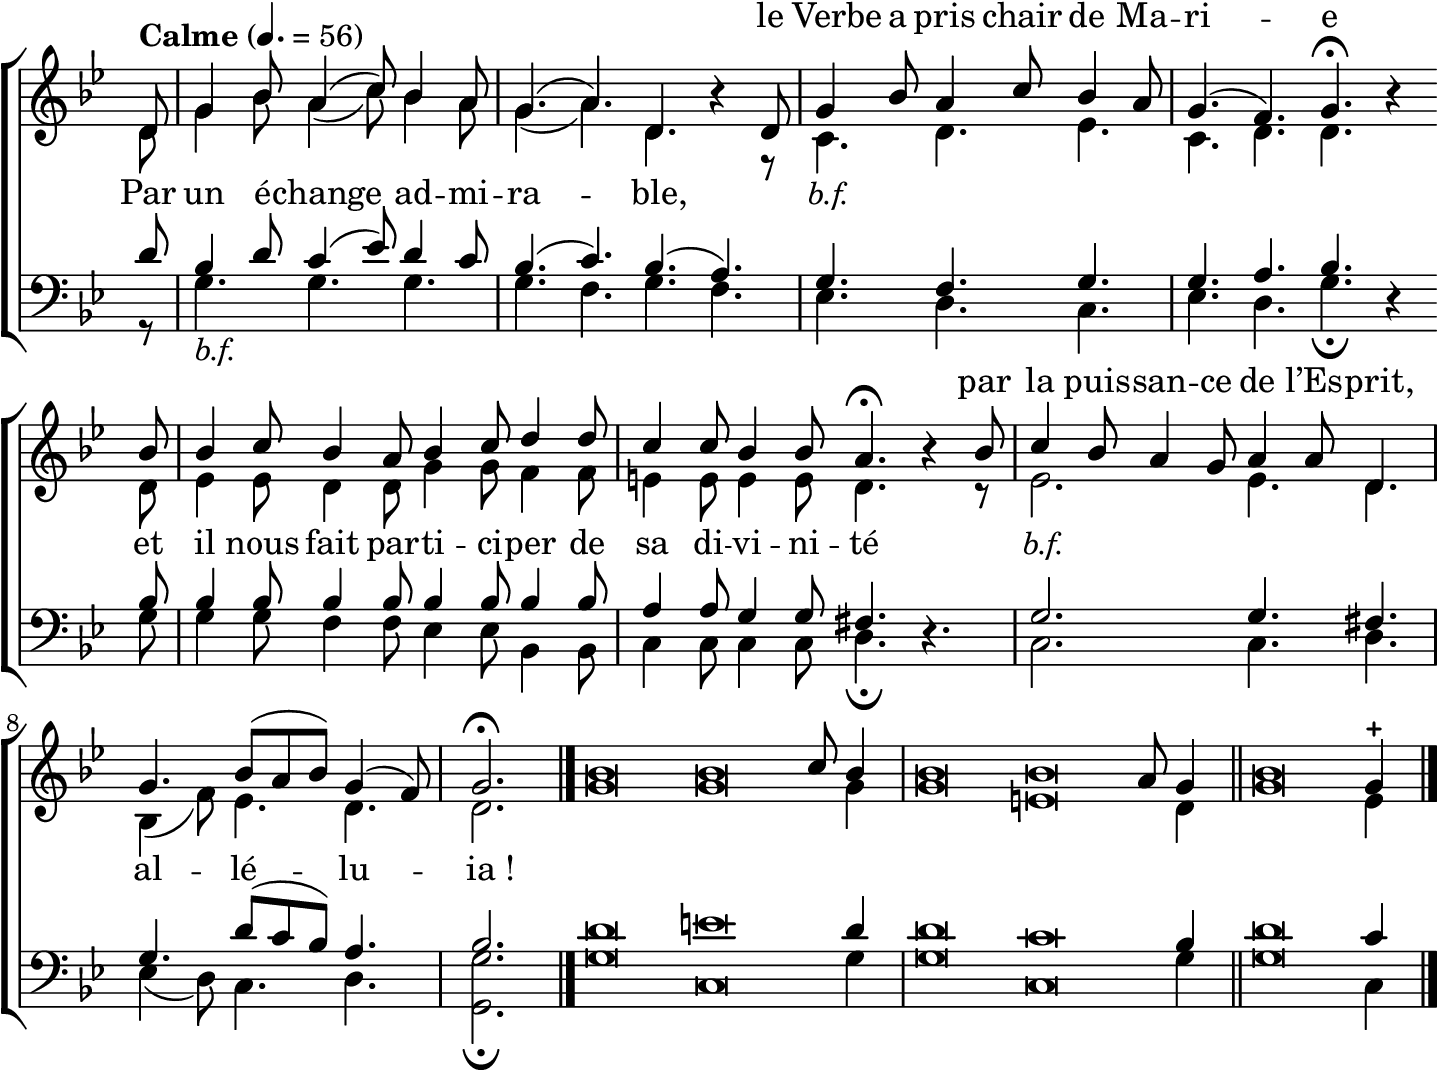 le Verbe a pris chair de Ma -- ri -- e
Calme (♩. = 56)
Par un échange ad -- mi -- ra -- ble, b.f.
b.f.
par la puissan -- ce de l’Esprit,
et il nous fait parti -- ciper de sa di -- vi -- ni -- té b.f.
8
al -- lé -- lu -- ia !